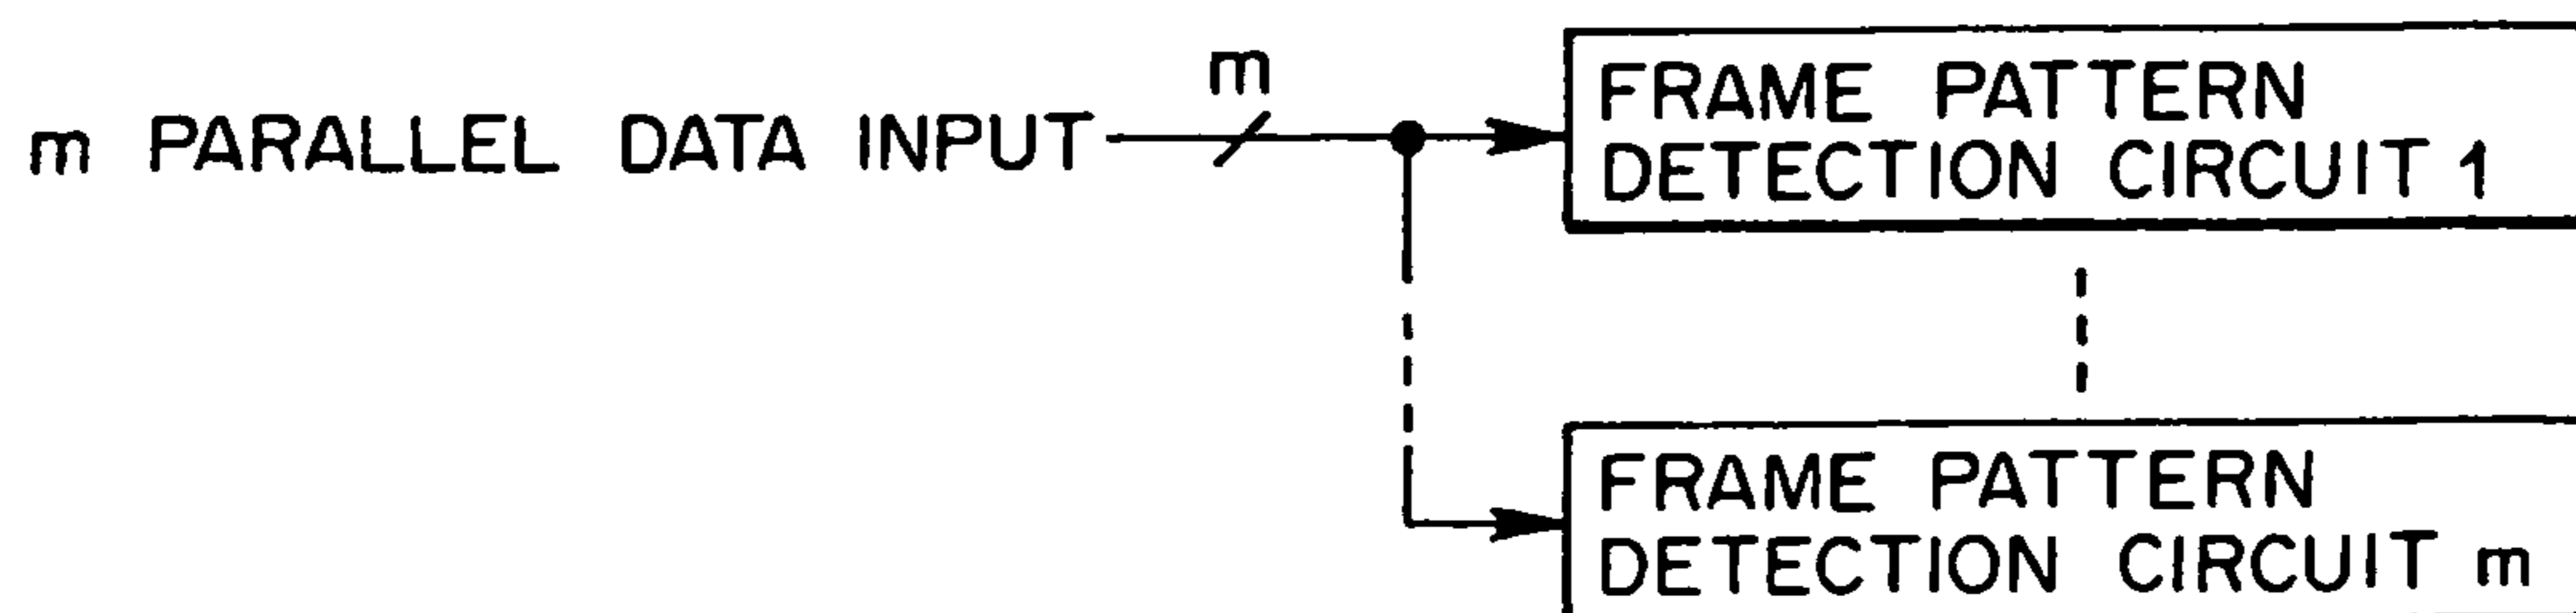 m
m PARALLEL DATA INPUT
FRAME PATTERN
DETECTION CIRCUIT 1
FRAME PATTERN
DETECTION CIRCUIT m